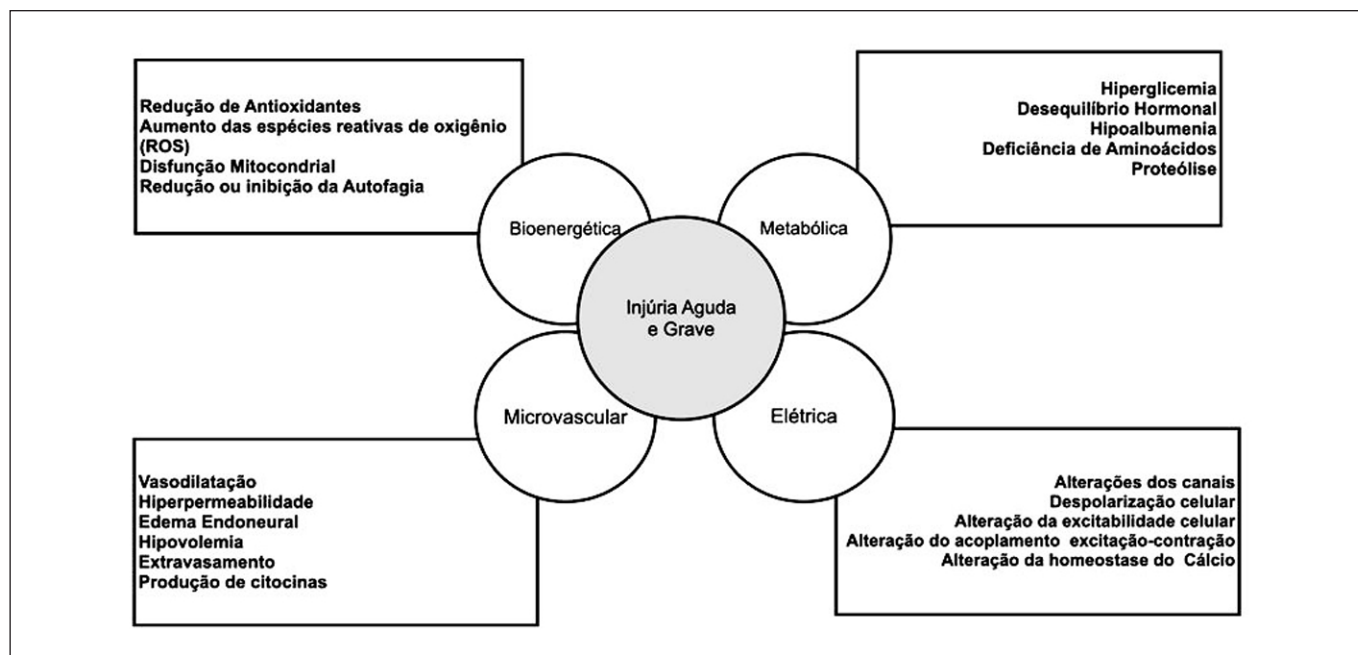 Redução de Antioxidantes
Aumento das espécies reativas de oxigênio
(ROS)
Disfunção Mitocondrial
Redução ou inibição da Autofagia
Hiperglicemia
Desequilíbrio Hormonal
Hipoalbumenia
Deficiência de Aminoácidos
Proteólise
Bioenergética
Metabólica
Injúria Aguda
e Grave
Microvascular
Elétrica
Vasodilatação
Hiperpermeabilidade
Edema Endoneural
Hipovolemia
Extravasamento
Produção de citocinas
Alterações dos canais
Despolarização celular
Alteração da excitabilidade celular
Alteração do acoplamento excitação-contração
Alteração da homeostase do Cálcio